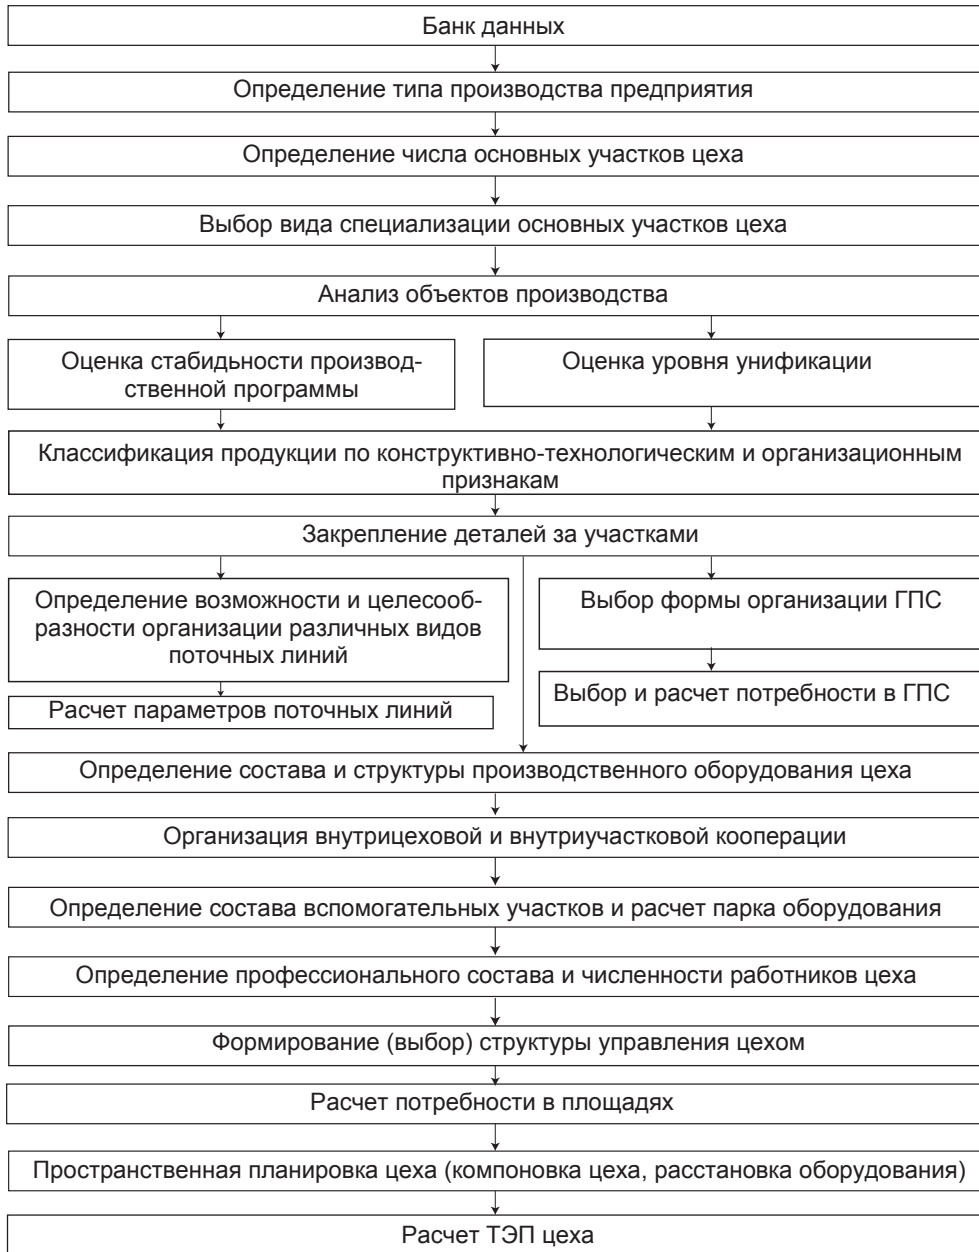 Банк данных
Определение типа производства предприятия
Определение числа основных участков цеха
Выбор вида специализации основных участков цеха
Анализ объектов производства
Оценка стабидьности производ-
ственной программы
Оценка уровня унификации
Классификация продукции по конструктивно-технологическим и организационным
признакам
Закрепление деталей за участками
Определение возможности и целесооб-
разности организации различных видов
поточных линий
Расчет параметров поточных линий
Выбор формы организации ГПС
Выбор и расчет потребности в ГПС
Определение состава и структуры производственного оборудования цеха
Организация внутрицеховой и внутриучастковой кооперации
Определение состава вспомогательных участков и расчет парка оборудования
Определение профессионального состава и численности работников цеха
Формирование (выбор) структуры управления цехом
Расчет потребности в площадях
Пространственная планировка цеха (компоновка цеха, расстановка оборудования)
Расчет ТЭП цеха